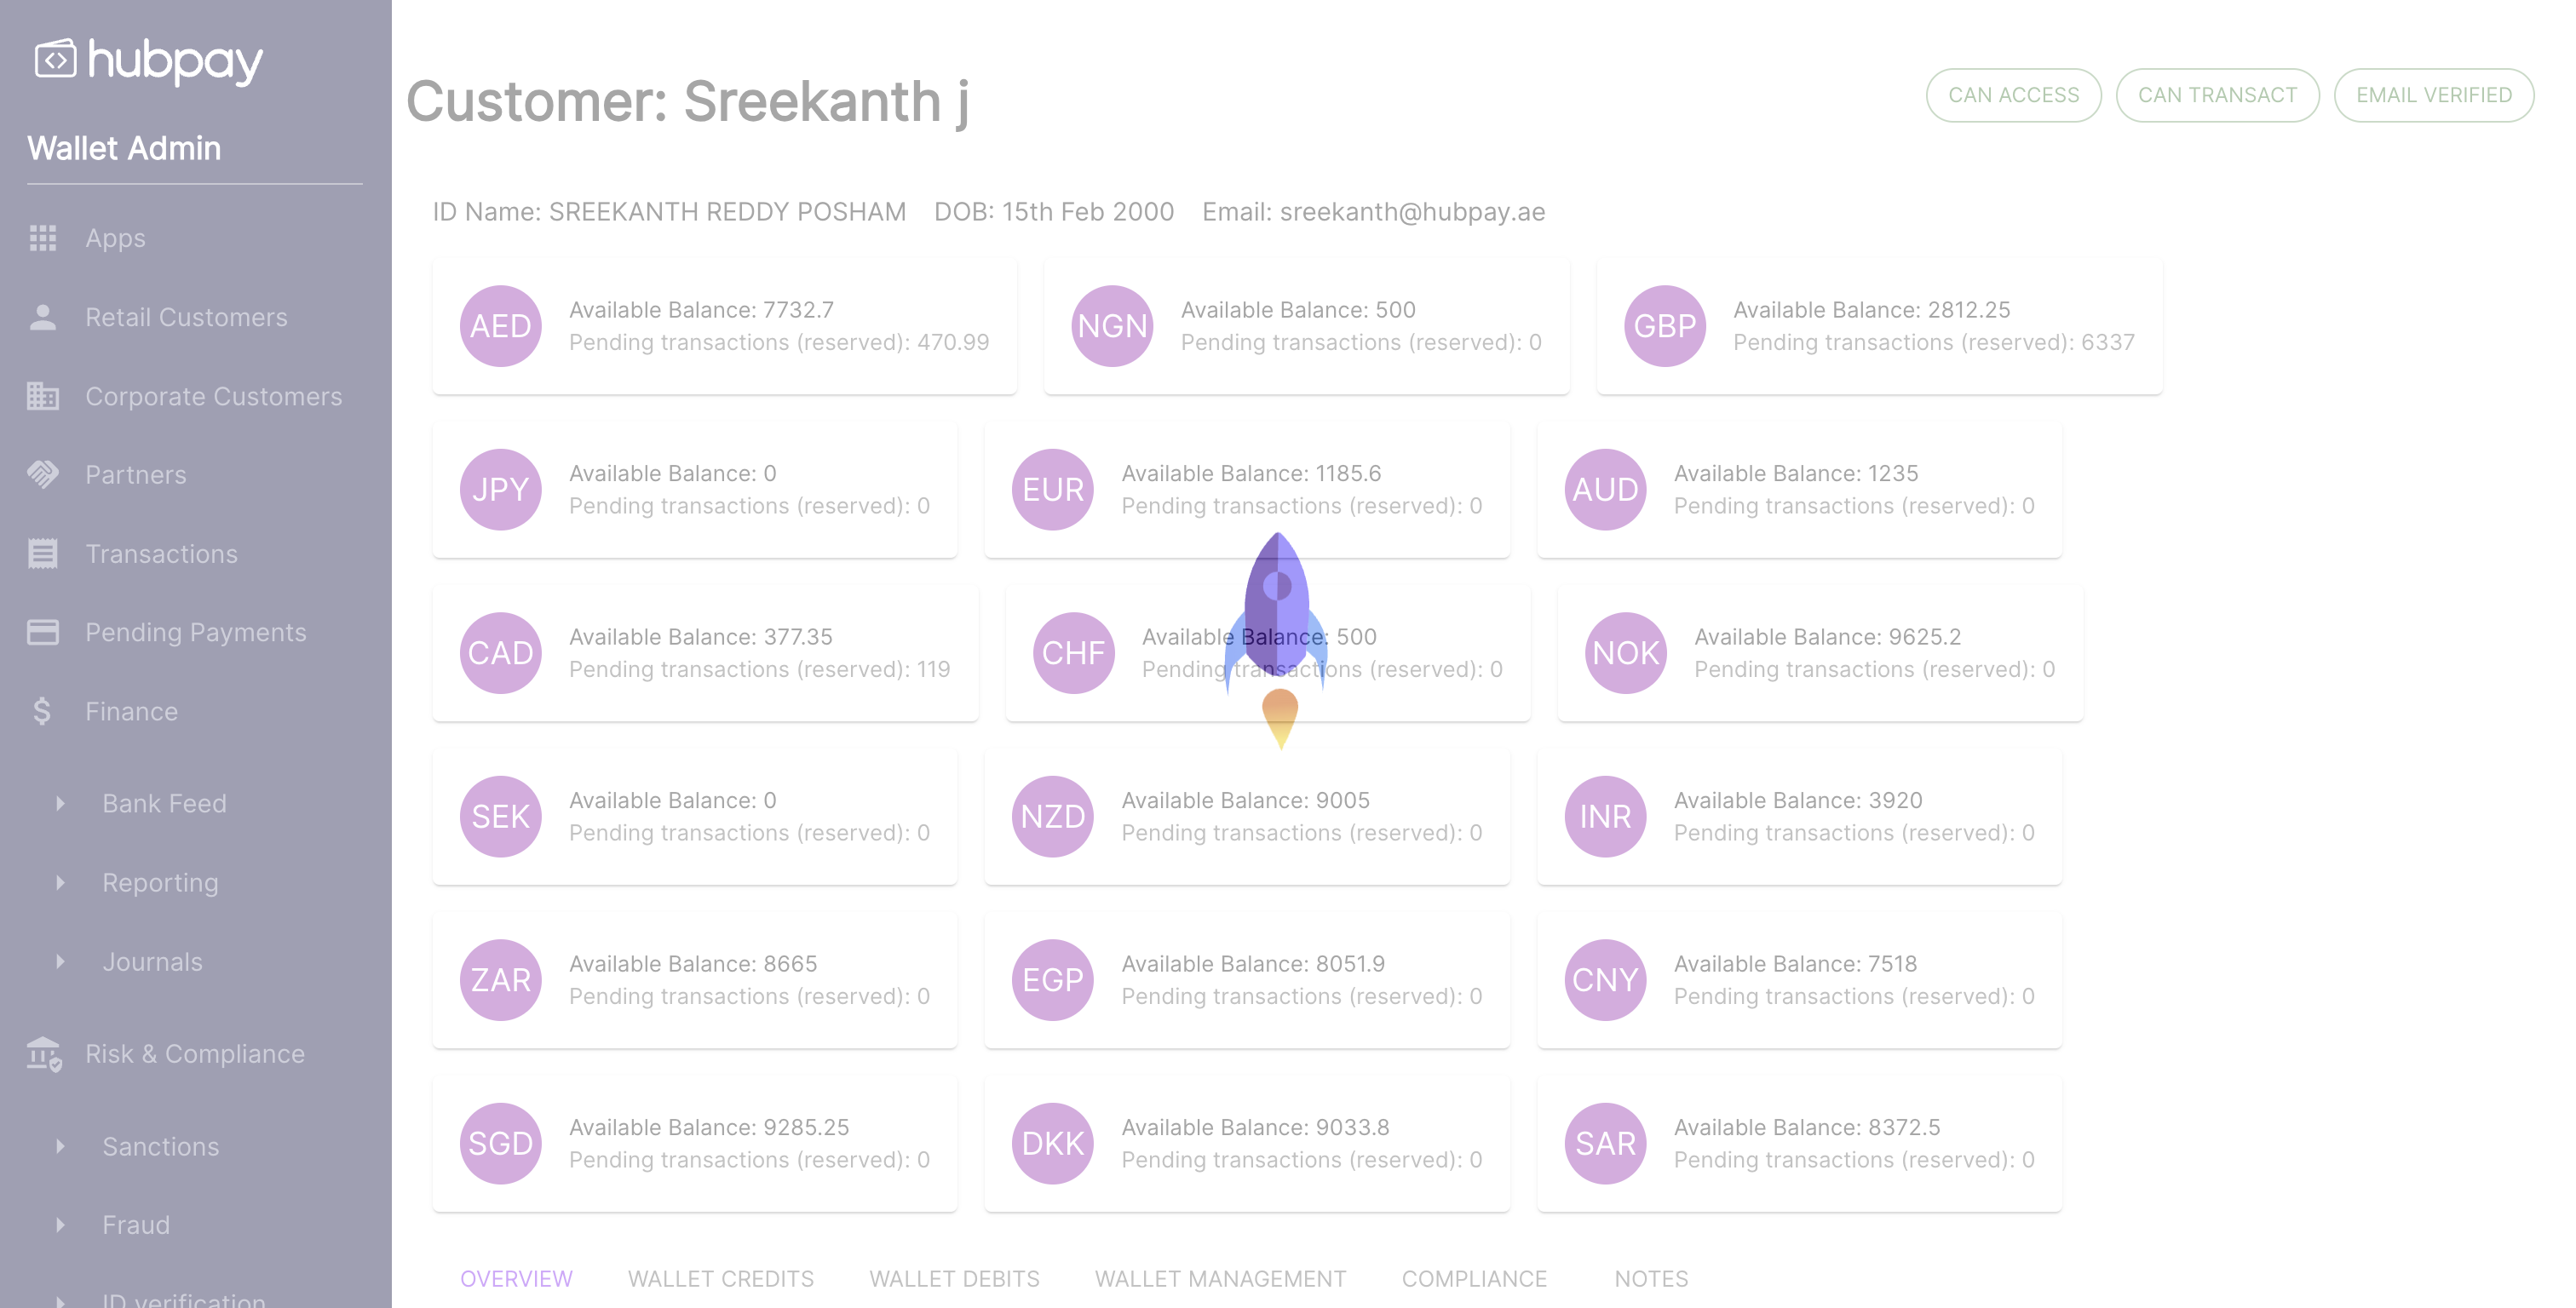 hubpay
Wallet Admin
Apps
Retail Customers
Corporate Customers
Partners
Transactions
Pending Payments
Finance
Bank Feed
Reporting
Journals
Risk & Compliance
Sanctions
Fraud
ID verification
Customer: Sreekanth j
CAN ACCESS
CAN TRANSACT
EMAIL VERIFIED
ID Name: SREEKANTH REDDY POSHAM DOB: 15th Feb 2000 Email: sreekanth@hubpay.ae
AED
Available Balance: 7732.7
Pending transactions (reserved): 470.99
NGN
Available Balance: 500
Pending transactions (reserved): 0
GBP
Available Balance: 2812.25
Pending transactions (reserved): 6337
JPY
Available Balance: 0
Pending transactions (reserved): 0
EUR
Available Balance: 1185.6
Pending transactions (reserved): 0
AUD
Available Balance: 1235
Pending transactions (reserved): 0
CAD
Available Balance: 377.35
Pending transactions (reserved): 119
CHF
Available Balance: 500
Pending transactions (reserved): 0
NOK
Available Balance: 9625.2
Pending transactions (reserved): 0
SEK
Available Balance: 0
Pending transactions (reserved): 0
NZD
Available Balance: 9005
Pending transactions (reserved): 0
INR
Available Balance: 3920
Pending transactions (reserved): 0
ZAR
Available Balance: 8665
Pending transactions (reserved): 0
EGP
Available Balance: 8051.9
Pending transactions (reserved): 0
CNY
Available Balance: 7518
Pending transactions (reserved): 0
SGD
Available Balance: 9285.25
Pending transactions (reserved): 0
DKK
Available Balance: 9033.8
Pending transactions (reserved): 0
SAR
Available Balance: 8372.5
Pending transactions (reserved): 0
OVERVIEW
WALLET CREDITS
WALLET DEBITS
WALLET MANAGEMENT
COMPLIANCE
NOTES